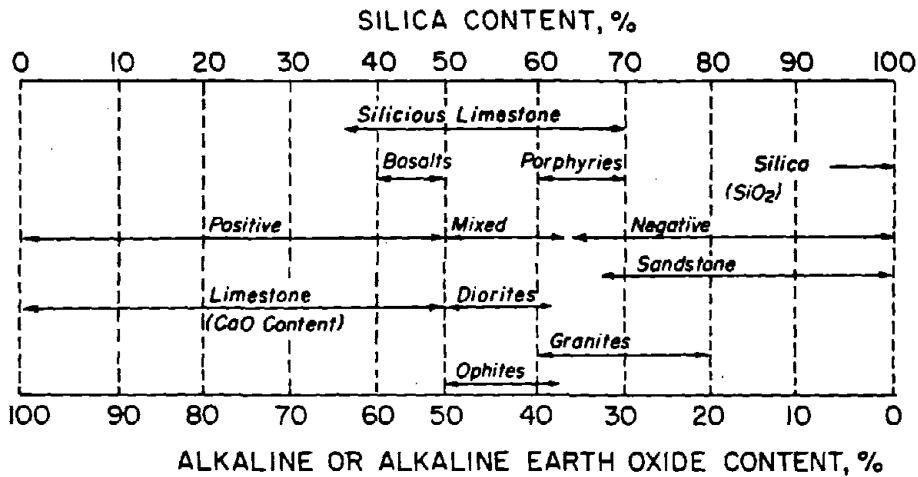 SILICA CONTENT, %
0 10 20 30 40 50 60 70 80 90 100
Silicious Limestone
Basalts Porphyries Silica
(SiO₂)
Positive Mixed Negative
Sandstone
Limestone Diorites
(CaO Content)
Granites
Ophites
100 90 80 70 60 50 40 30 20 10 0
ALKALINE OR ALKALINE EARTH OXIDE CONTENT, %